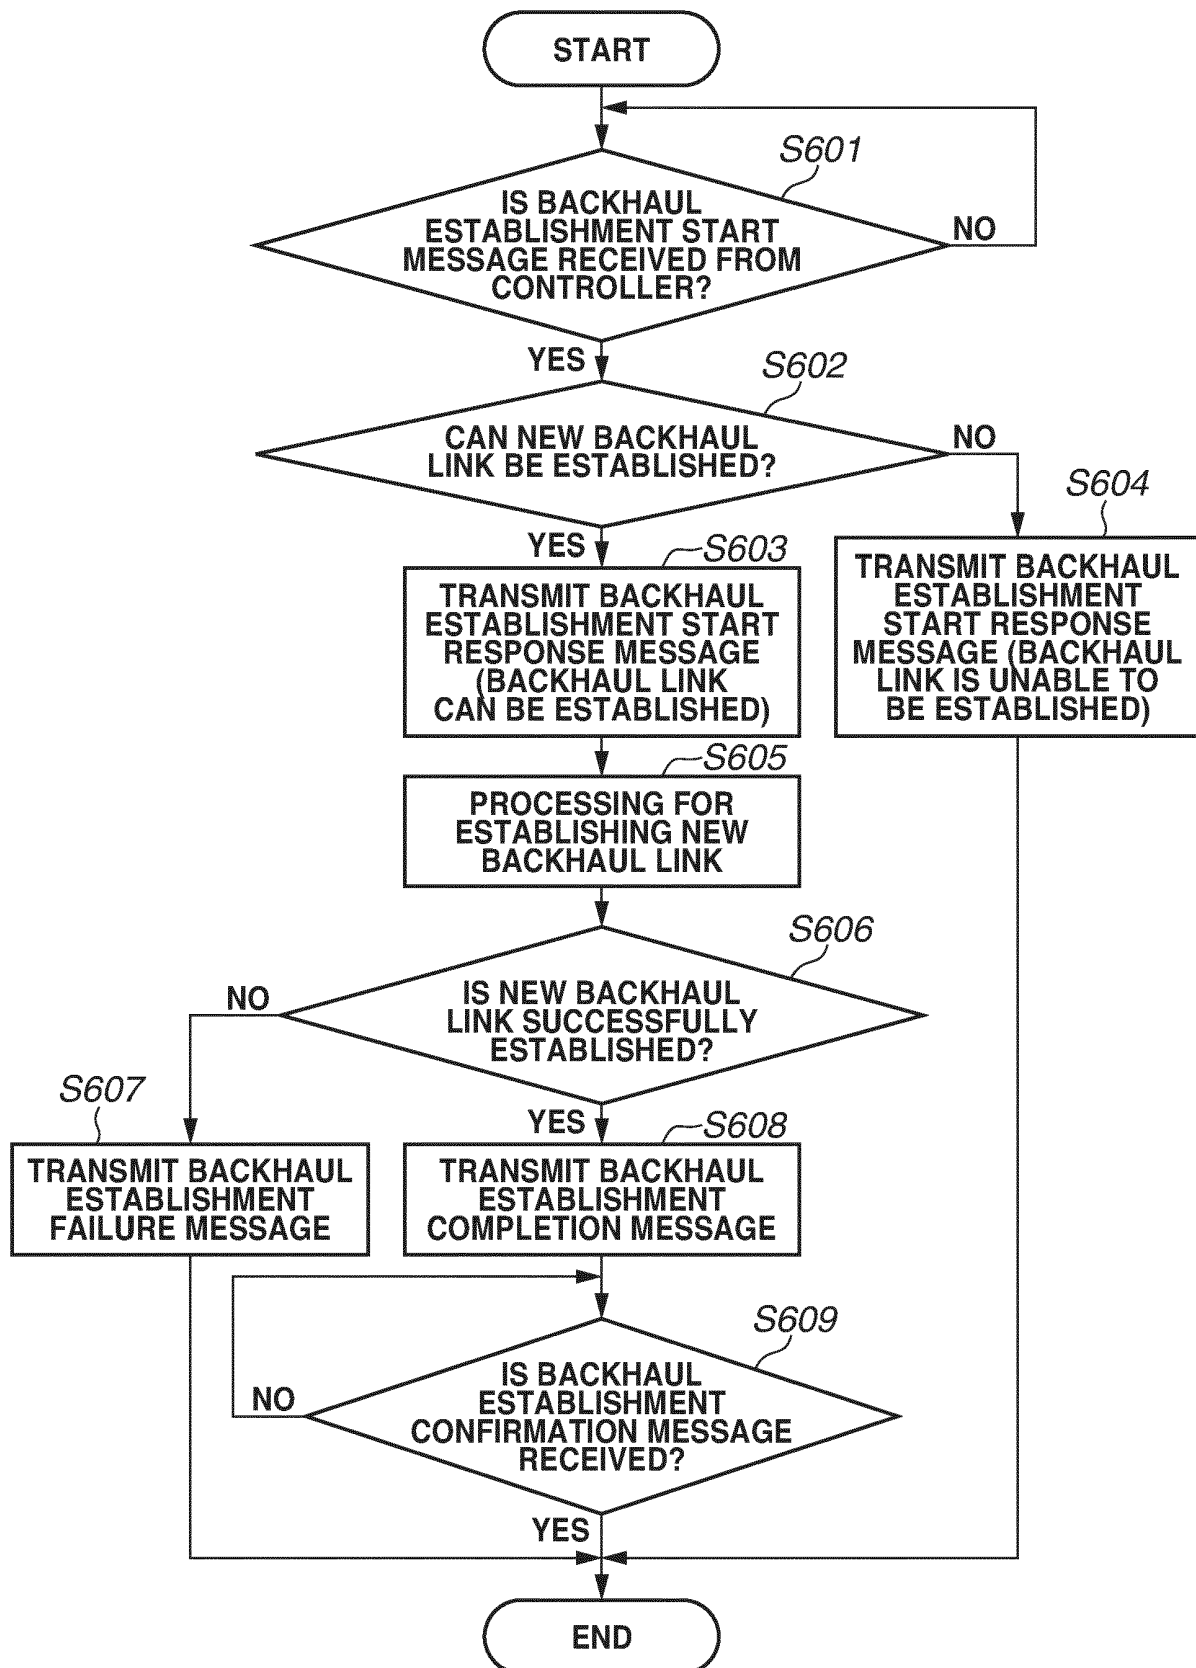 START
S601
IS BACKHAUL
ESTABLISHMENT START
MESSAGE RECEIVED FROM
CONTROLLER?
NO
YES
S602
CAN NEW BACKHAUL
LINK BE ESTABLISHED?
NO
YES
S603
TRANSMIT BACKHAUL
ESTABLISHMENT START
RESPONSE MESSAGE
(BACKHAUL LINK
CAN BE ESTABLISHED)
S604
TRANSMIT BACKHAUL
ESTABLISHMENT
START RESPONSE
MESSAGE (BACKHAUL
LINK IS UNABLE TO
BE ESTABLISHED)
S605
PROCESSING FOR
ESTABLISHING NEW
BACKHAUL LINK
S606
IS NEW BACKHAUL
LINK SUCCESSFULLY
ESTABLISHED?
NO
YES
S607
TRANSMIT BACKHAUL
ESTABLISHMENT
FAILURE MESSAGE
S608
TRANSMIT BACKHAUL
ESTABLISHMENT
COMPLETION MESSAGE
S609
IS BACKHAUL
ESTABLISHMENT
CONFIRMATION MESSAGE
RECEIVED?
NO
YES
END